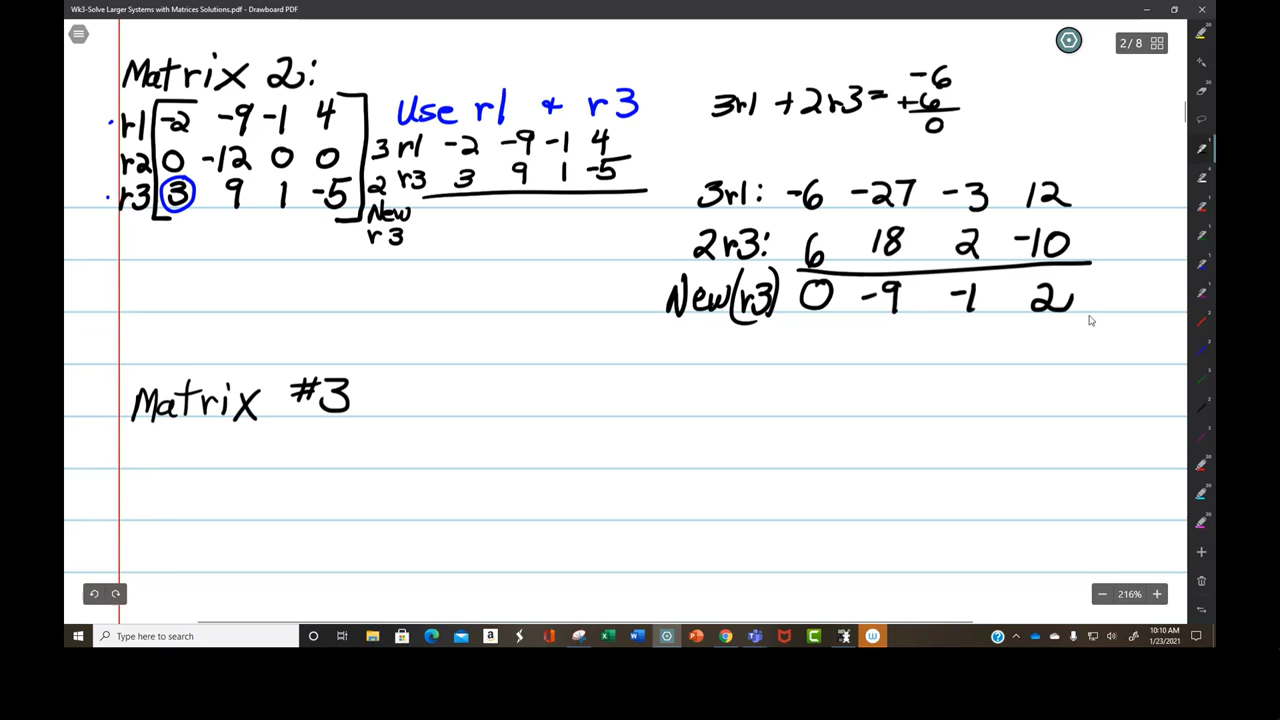 Wk3-Solve Larger Systems with Matrices Solutions.pdf - Drawboard PDF
2/8
Matrix 2:
r1 -2 -9 -1 4
r2 0 -12 0 0
r3 3 9 1 -5
Use r1 & r3
3 r1 -2 -9 -1 4
2 r3 3 9 1 -5
New
r3
3r1 + 2r3 = -6
+6
0
3r1: -6 -27 -3 12
2r3: 6 18 2 -10
New(r3) 0 -9 -1 2
Matrix #3
216%
Type here to search
10:10 AM
1/23/2021